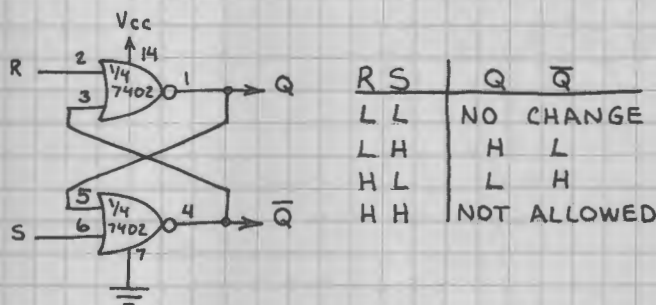 Vcc
14
R 2 1/4 7402 1 Q
3
5 1/4 7402 4 Q̅
S 6
7
R S Q Q̅
L L NO CHANGE
L H H L
H L L H
H H NOT ALLOWED